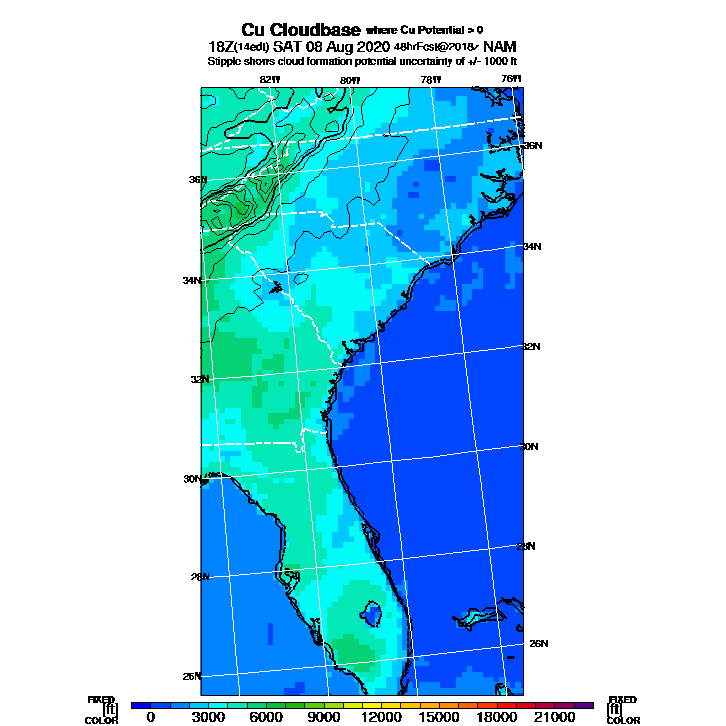 Cu Cloudbase where Cu Potential > 0
18Z(14edt) SAT 08 Aug 2020 48hrFcst@2018z NAM
Stipple shows cloud formation potential uncertainty of +/- 1000 ft
82W 80W 78W 76W
36N
36N
34N
34N
32N
32N
30N
30N
28N
28N
26N
26N
FIXED FIXED
[ft] [ft]
COLOR COLOR
0 3000 6000 9000 12000 15000 18000 21000